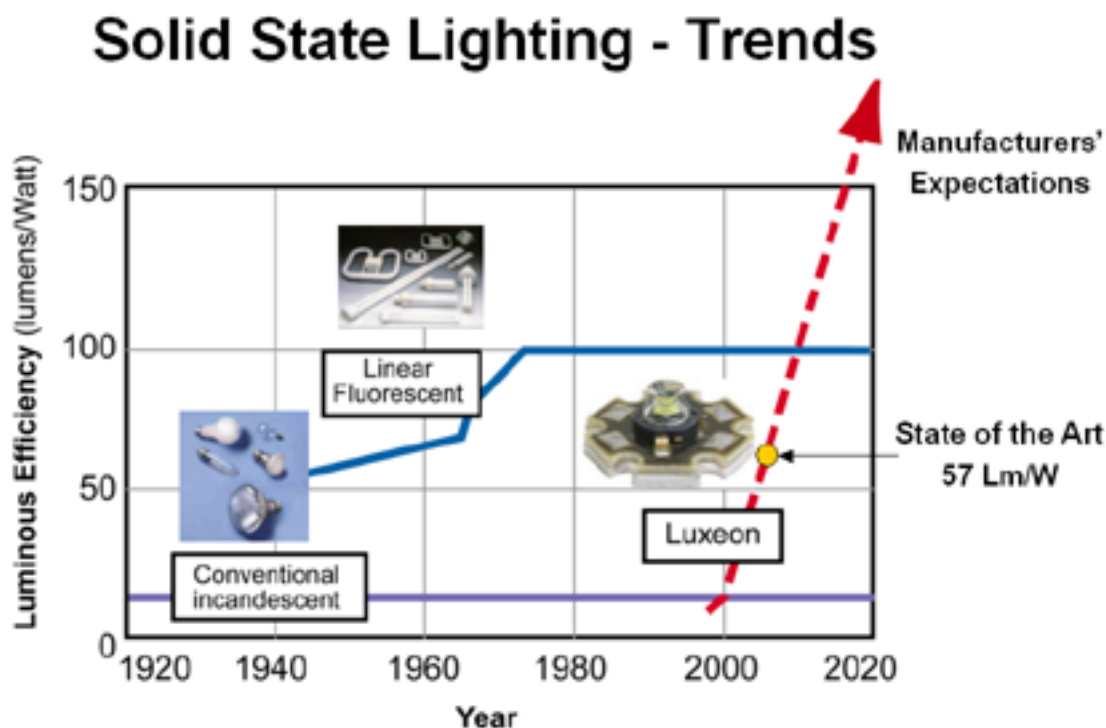 Solid State Lighting - Trends
Manufacturers'
Expectations
Luminous Efficiency (lumens/Watt)
150
100
50
0
Linear
Fluorescent
Conventional
incandescent
Luxeon
State of the Art
57 Lm/W
1920 1940 1960 1980 2000 2020
Year